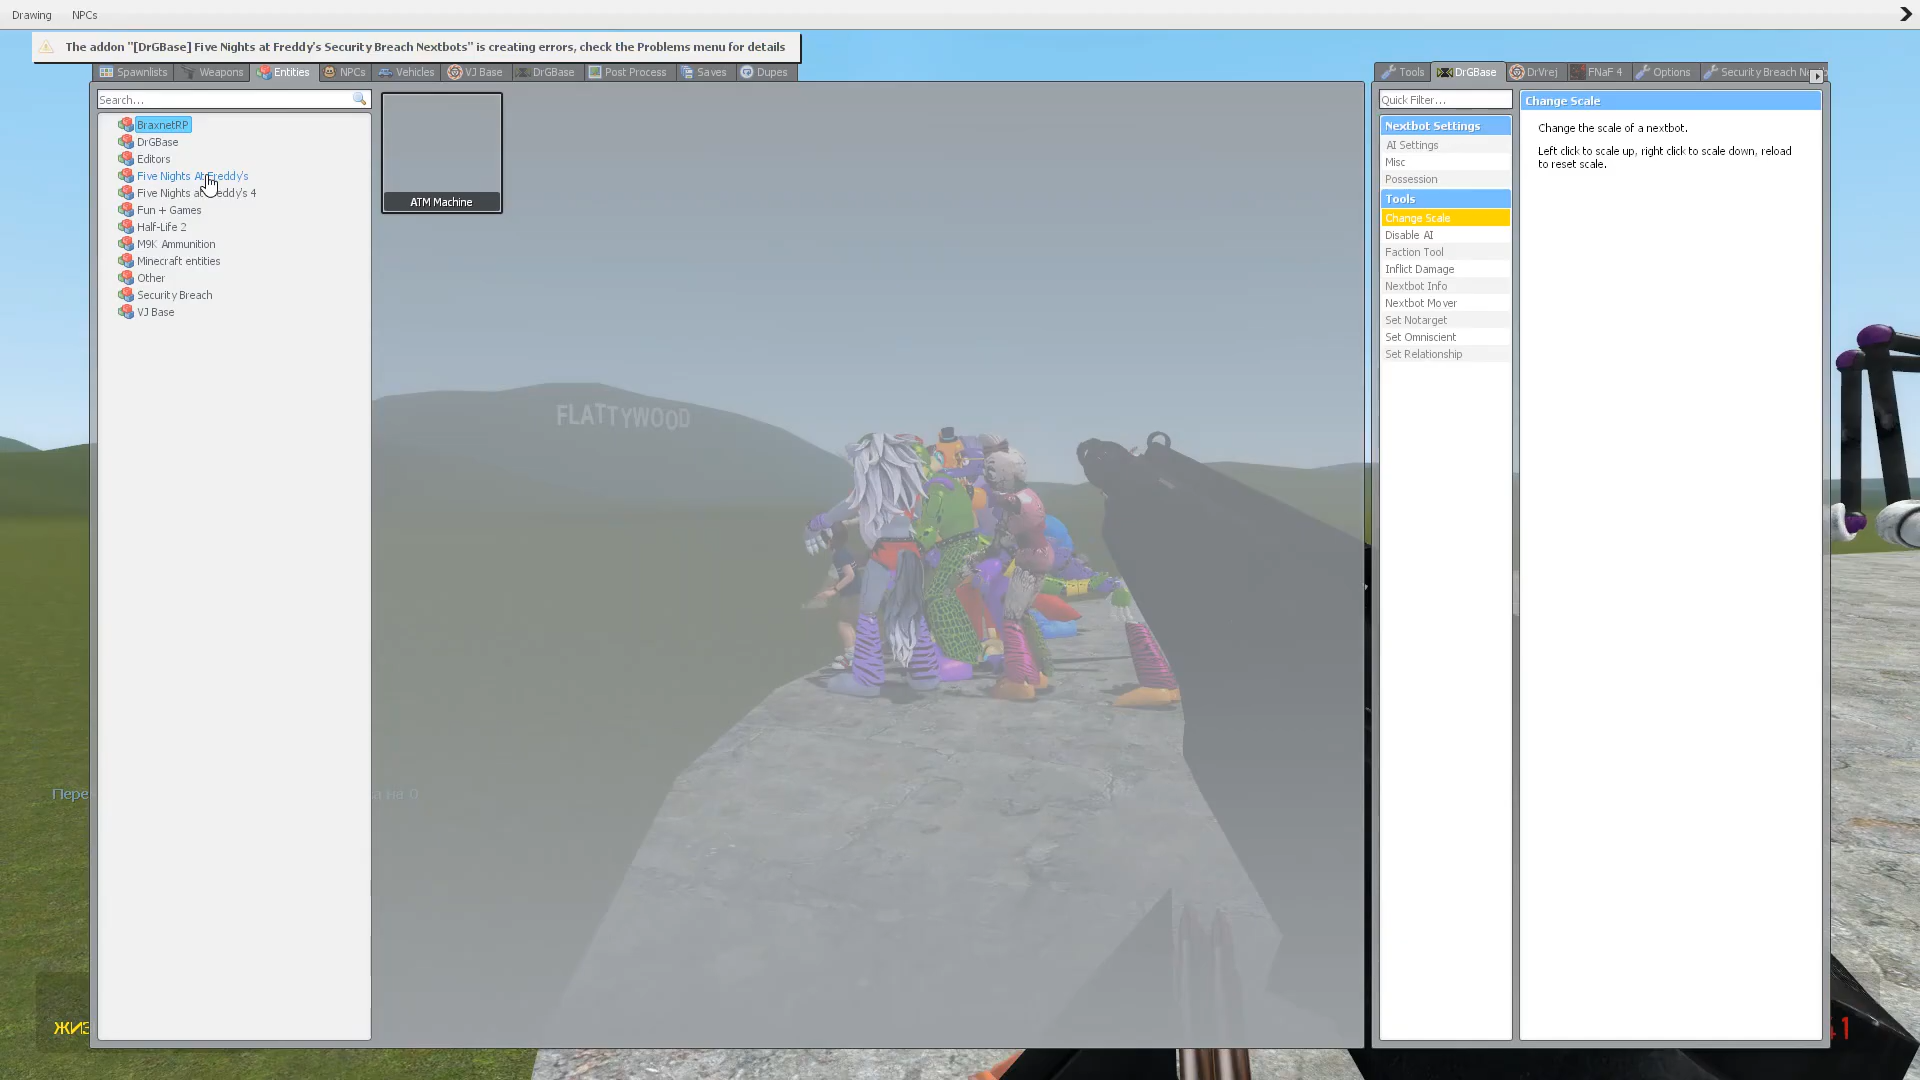 Drawing NPCs
The addon "[DrGBase] Five Nights at Freddy's Security Breach Nextbots" is creating errors, check the Problems menu for details
Spawnlists Weapons Entities NPCs Vehicles VJ Base DrGBase Post Process Saves Dupes
Search...
BraxnetRP
DrGBase
Editors
Five Nights At Freddy's
Five Nights at Freddy's 4
Fun + Games
Half-Life 2
M9K Ammunition
Minecraft entities
Other
Security Breach
VJ Base
ATM Machine
FLATTYWOOD
Пере
а на 0
ЖИЗ
Tools DrGBase DrVrej FNaF 4 Options Security Breach
Quick Filter...
Nextbot Settings
AI Settings
Misc
Possession
Tools
Change Scale
Disable AI
Faction Tool
Inflict Damage
Nextbot Info
Nextbot Mover
Set Notarget
Set Omniscient
Set Relationship
Change Scale
Change the scale of a nextbot.
Left click to scale up, right click to scale down, reload
to reset scale.